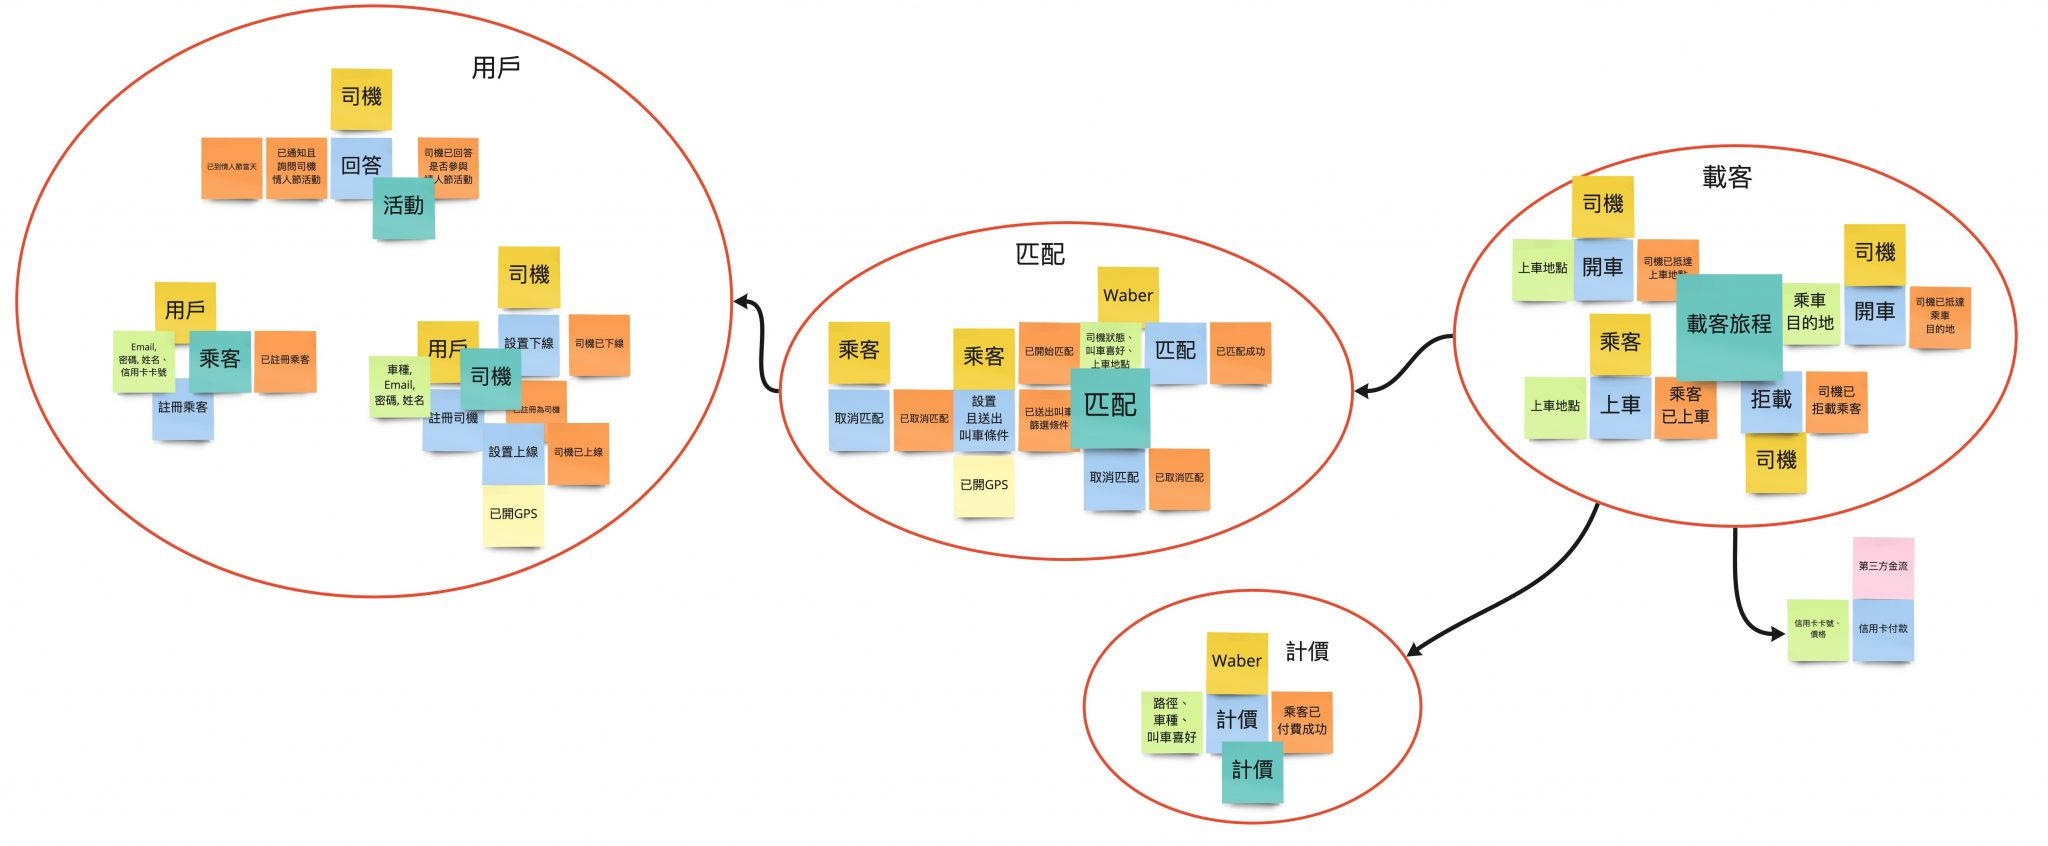 用戶
司機
已到情人節當天
已通知且
詢問司機
情人節活動
回答
司機已回答
是否參與
情人節活動
活動
用戶
Email,
密碼, 姓名、
信用卡卡號
乘客
已註冊乘客
註冊乘客
司機
設置下線
司機已下線
用戶
車種,
Email,
密碼, 姓名
司機
註冊司機
已註冊為司機
設置上線
司機已上線
已開GPS
匹配
Waber
乘客
乘客
已開始匹配
司機狀態、
叫車喜好、
上車地點
匹配
已匹配成功
取消匹配
已取消匹配
設置
且送出
叫車條件
已送出叫車
篩選條件
匹配
已開GPS
取消匹配
已取消匹配
載客
司機
上車地點
開車
司機已抵達
上車地點
載客旅程
司機
乘車
目的地
開車
司機已抵達
乘車
目的地
乘客
上車地點
上車
乘客
已上車
拒載
司機已
拒載乘客
司機
第三方金流
信用卡卡號、
價格
信用卡付款
計價
Waber
路徑、
車種、
叫車喜好
計價
乘客已
付費成功
計價